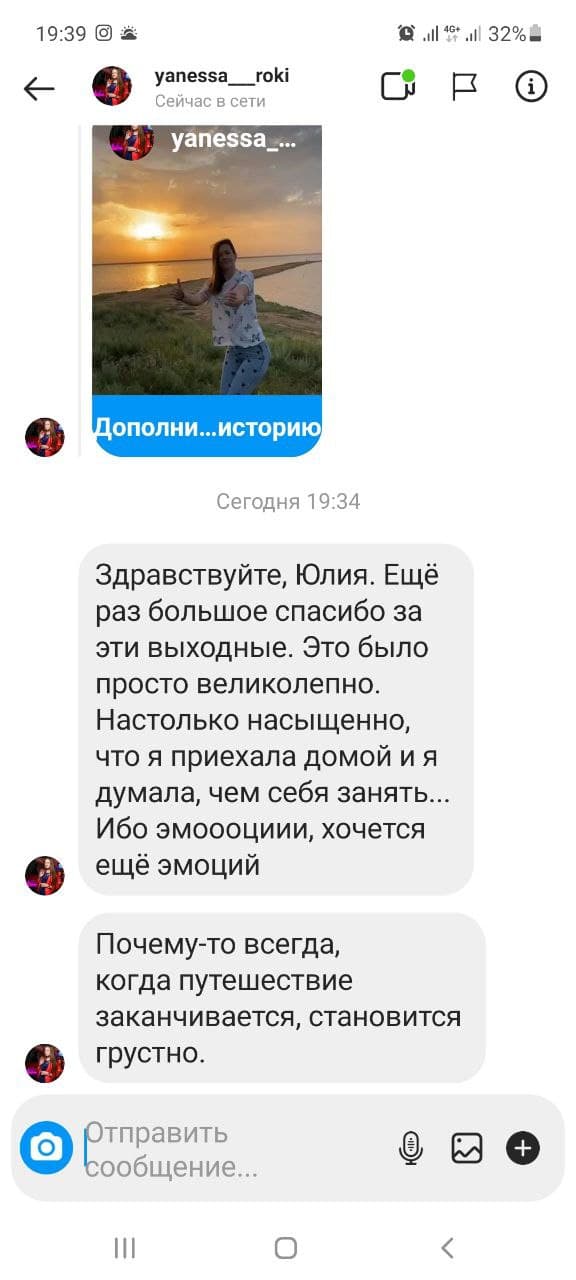 19:39
4G+
32%
yanessa___roki
Сейчас в сети
yanessa_...
Дополни...историю
Сегодня 19:34
Здравствуйте, Юлия. Ещё
раз большое спасибо за
эти выходные. Это было
просто великолепно.
Настолько насыщенно,
что я приехала домой и я
думала, чем себя занять...
Ибо эмоооциии, хочется
ещё эмоций
Почему-то всегда,
когда путешествие
заканчивается, становится
грустно.
Отправить
сообщение...